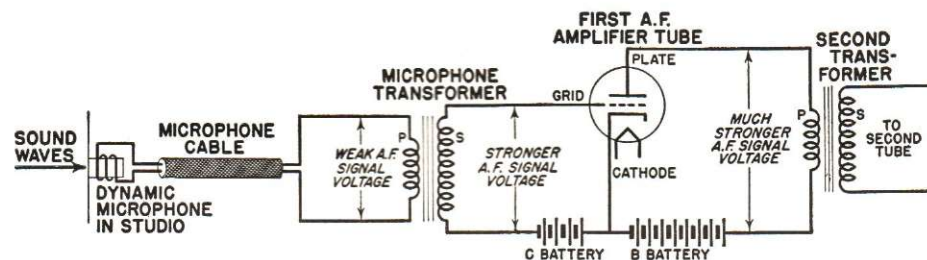 SOUND
WAVES
DYNAMIC
MICROPHONE
IN STUDIO
MICROPHONE
CABLE
WEAK A.F.
SIGNAL
VOLTAGE
MICROPHONE
TRANSFORMER
P
S
STRONGER
A.F. SIGNAL
VOLTAGE
FIRST A.F.
AMPLIFIER TUBE
PLATE
GRID
CATHODE
C BATTERY
B BATTERY
MUCH
STRONGER
A.F. SIGNAL
VOLTAGE
SECOND
TRANS-
FORMER
P
S
TO
SECOND
TUBE